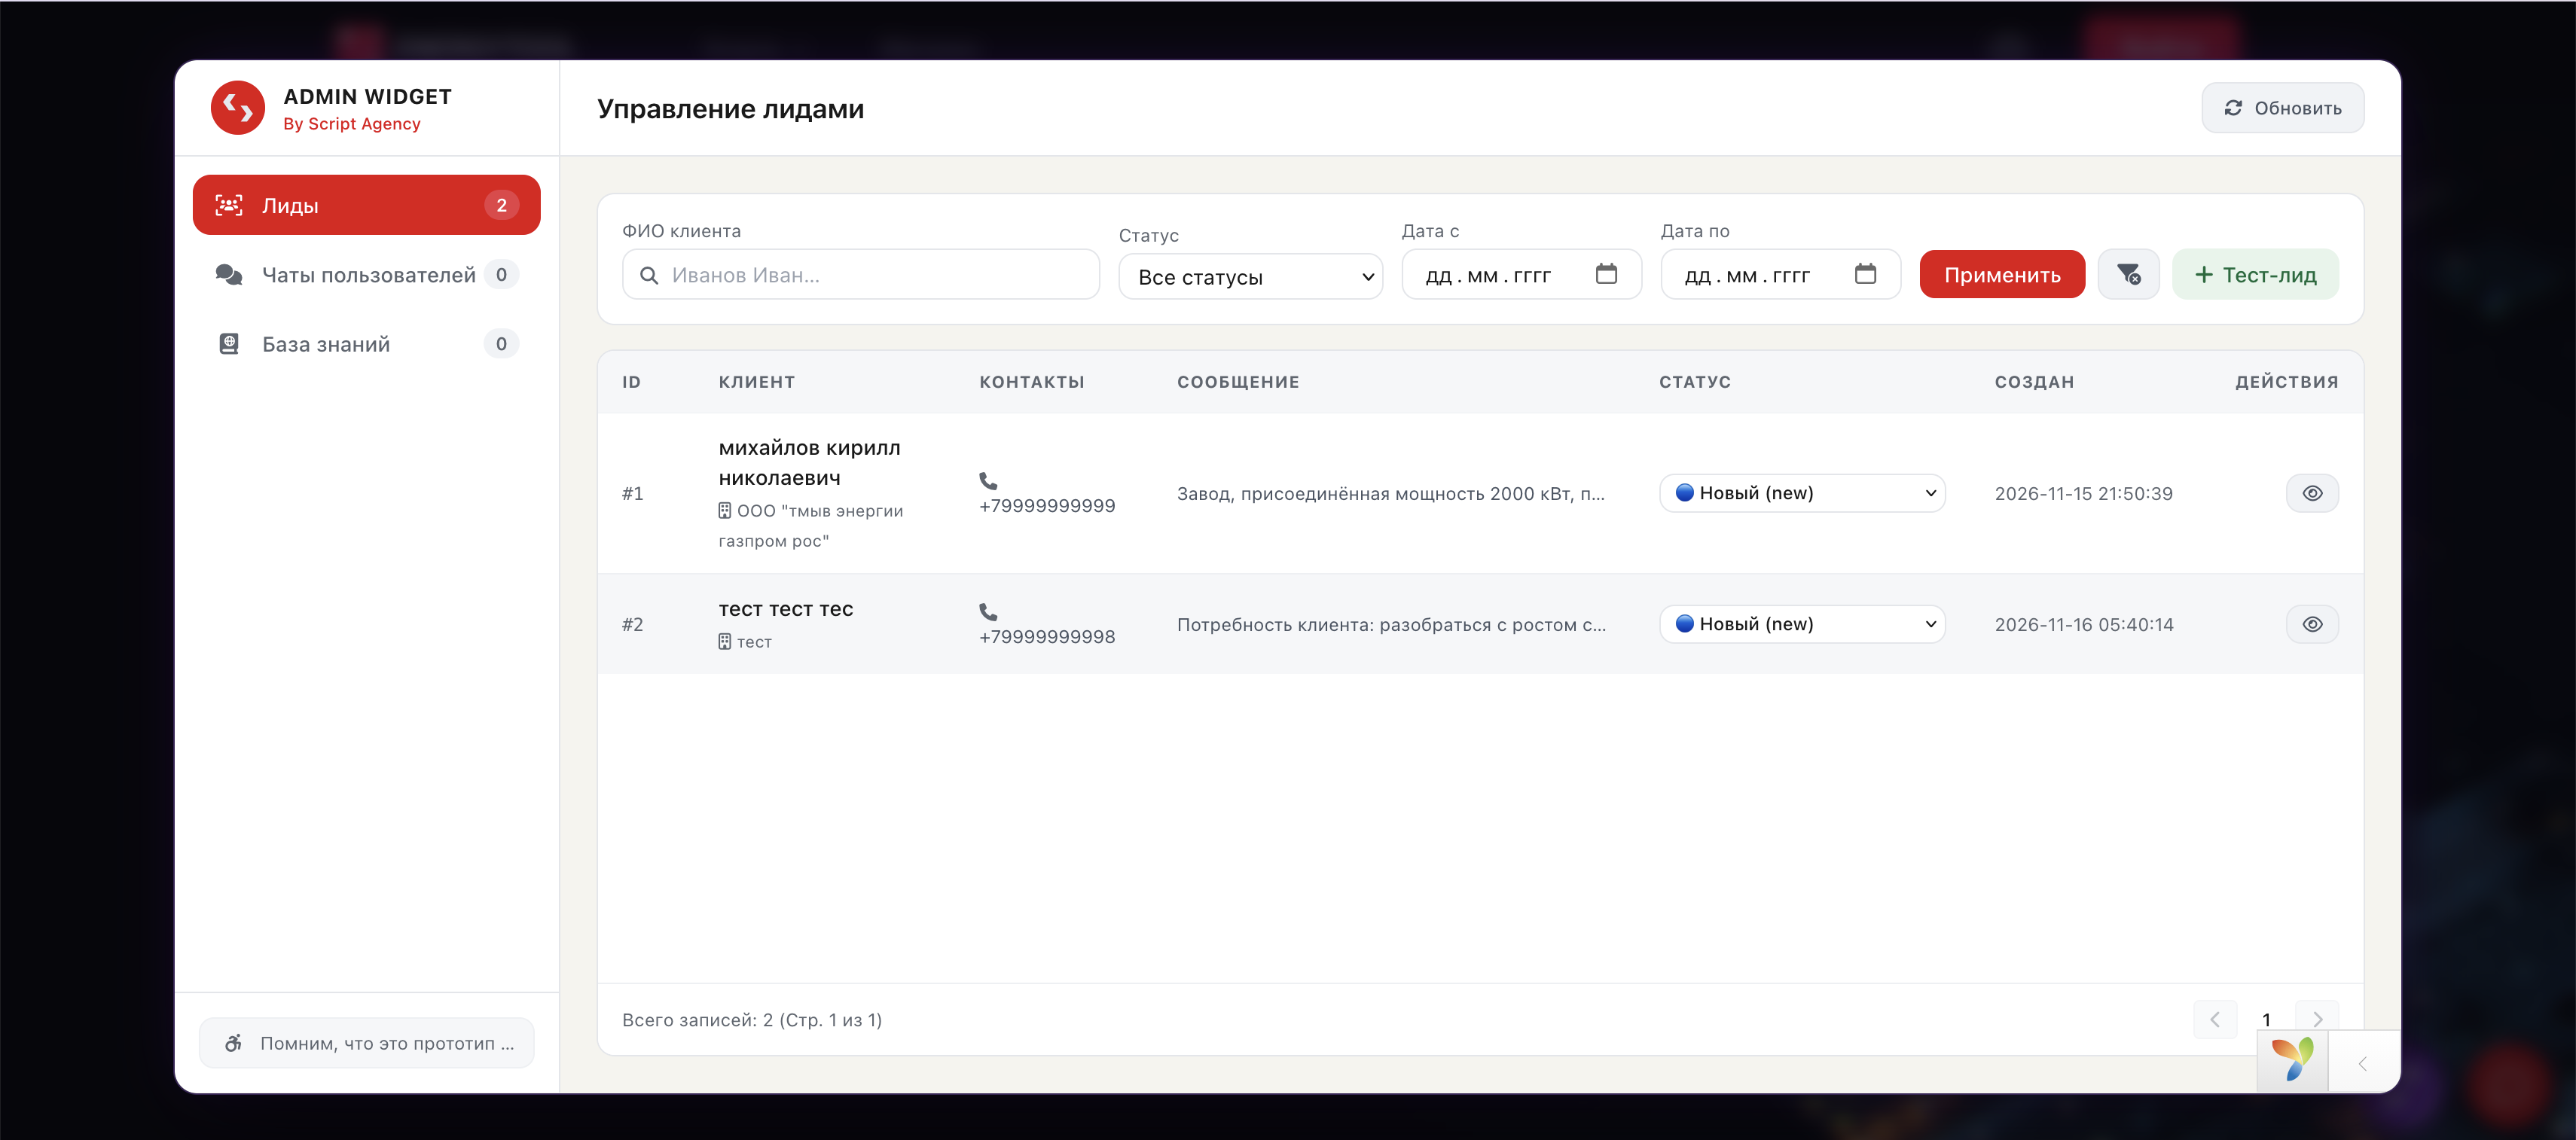 ADMIN WIDGET
By Script Agency
Управление лидами
Обновить
Лиды 2
Чаты пользователей 0
База знаний 0
ФИО клиента
Статус
Дата с
Дата по
Иванов Иван...
Все статусы
дд.мм.гггг
дд.мм.гггг
Применить
+ Тест-лид
ID КЛИЕНТ КОНТАКТЫ СООБЩЕНИЕ СТАТУС СОЗДАН ДЕЙСТВИЯ
#1
михайлов кирилл
николаевич
ООО "тмыв энергии
газпром рос"
+79999999999
Завод, присоединённая мощность 2000 кВт, п...
Новый (new)
2026-11-15 21:50:39
#2
тест тест тес
тест
+79999999998
Потребность клиента: разобраться с ростом с...
Новый (new)
2026-11-16 05:40:14
Помним, что это прототип ...
Всего записей: 2 (Стр. 1 из 1)
1